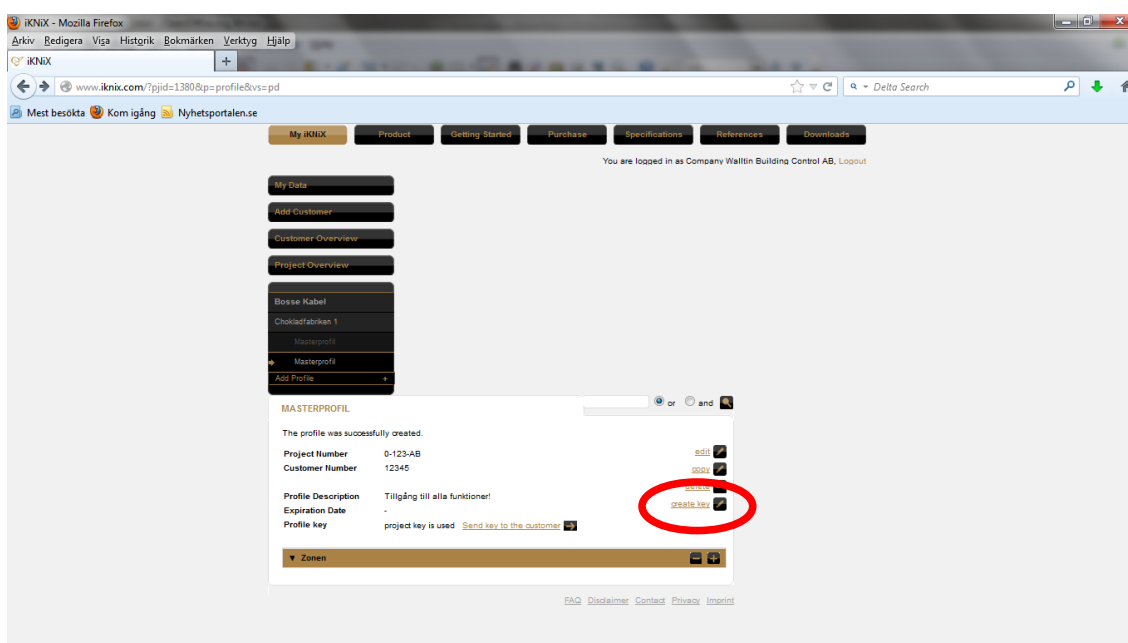 iKNiX - Mozilla Firefox
Arkiv Redigera Visa Historik Bokmärken Verktyg Hjälp
iKNiX +
www.iknix.com/?pjid=1380&p=profile&vs=pd Delta Search
Mest besökta Kom igång Nyhetsportalen.se
My iKNiX Product Getting Started Purchase Specifications References Downloads
You are logged in as Company Walltin Building Control AB, Logout
My Data
Add Customer
Customer Overview
Project Overview
Bosse Kabel
Chokladfabriken 1
Masterprofil
Masterprofil
Add Profile +
or and
MASTERPROFIL
The profile was successfully created.
Project Number 0-123-AB edit
Customer Number 12345 copy
delete
Profile Description Tillgång till alla funktioner! create key
Expiration Date -
Profile key project key is used Send key to the customer
Zonen
FAQ Disclaimer Contact Privacy Imprint